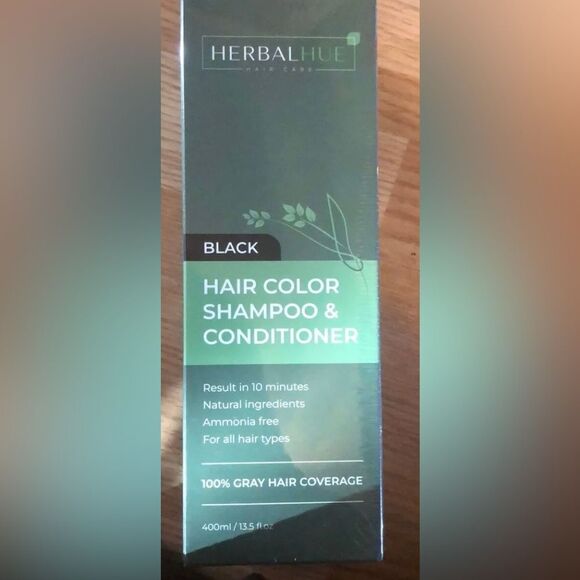 HERBALHUE
HAIR CARE
BLACK
HAIR COLOR
SHAMPOO &
CONDITIONER
Result in 10 minutes
Natural ingredients
Ammonia free
For all hair types
100% GRAY HAIR COVERAGE
400ml / 13.5 fl oz